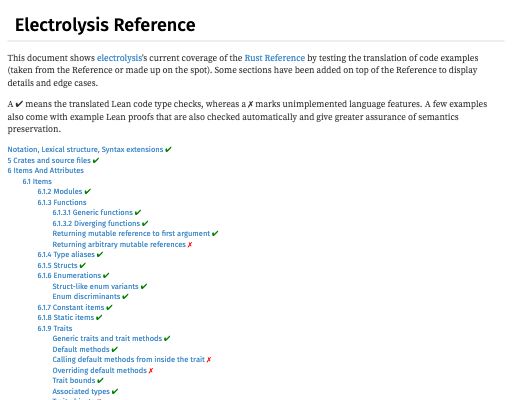 Electrolysis Reference
This document shows electrolysis's current coverage of the Rust Reference by testing the translation of code examples
(taken from the Reference or made up on the spot). Some sections have been added on top of the Reference to display
details and edge cases.
A ✔ means the translated Lean code type checks, whereas a ✗ marks unimplemented language features. A few examples
also come with example Lean proofs that are also checked automatically and give greater assurance of semantics
preservation.
Notation, Lexical structure, Syntax extensions ✔
5 Crates and source files ✔
6 Items And Attributes
6.1 Items
6.1.2 Modules ✔
6.1.3 Functions
6.1.3.1 Generic functions ✔
6.1.3.2 Diverging functions ✔
Returning mutable reference to first argument ✔
Returning arbitrary mutable references ✗
6.1.4 Type aliases ✔
6.1.5 Structs ✔
6.1.6 Enumerations ✔
Struct-like enum variants ✔
Enum discriminants ✔
6.1.7 Constant items ✔
6.1.8 Static items ✔
6.1.9 Traits
Generic traits and trait methods ✔
Default methods ✔
Calling default methods from inside the trait ✗
Overriding default methods ✗
Trait bounds ✔
Associated types ✔